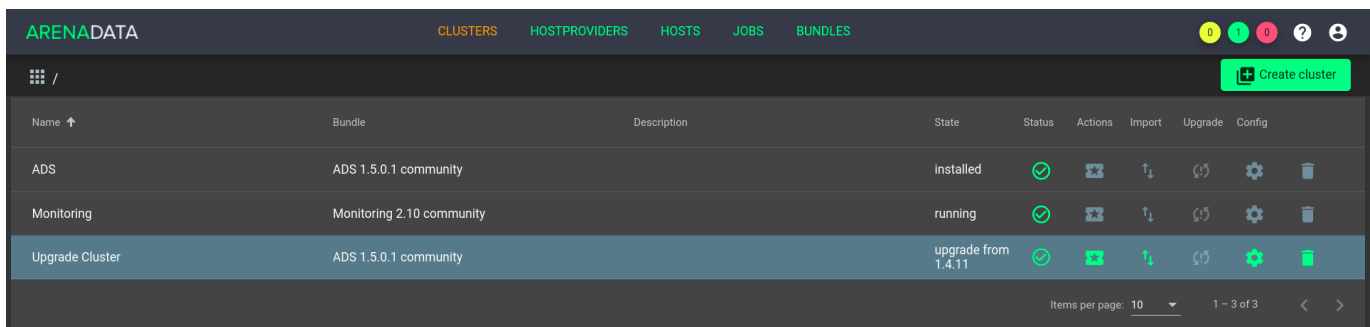 ARENADATA CLUSTERS HOSTPROVIDERS HOSTS JOBS BUNDLES 0 1 0 ?
/ Create cluster
Name Bundle Description State Status Actions Import Upgrade Config
ADS ADS 1.5.0.1 community installed
Monitoring Monitoring 2.10 community running
Upgrade Cluster ADS 1.5.0.1 community upgrade from
1.4.11
Items per page: 10 1 – 3 of 3